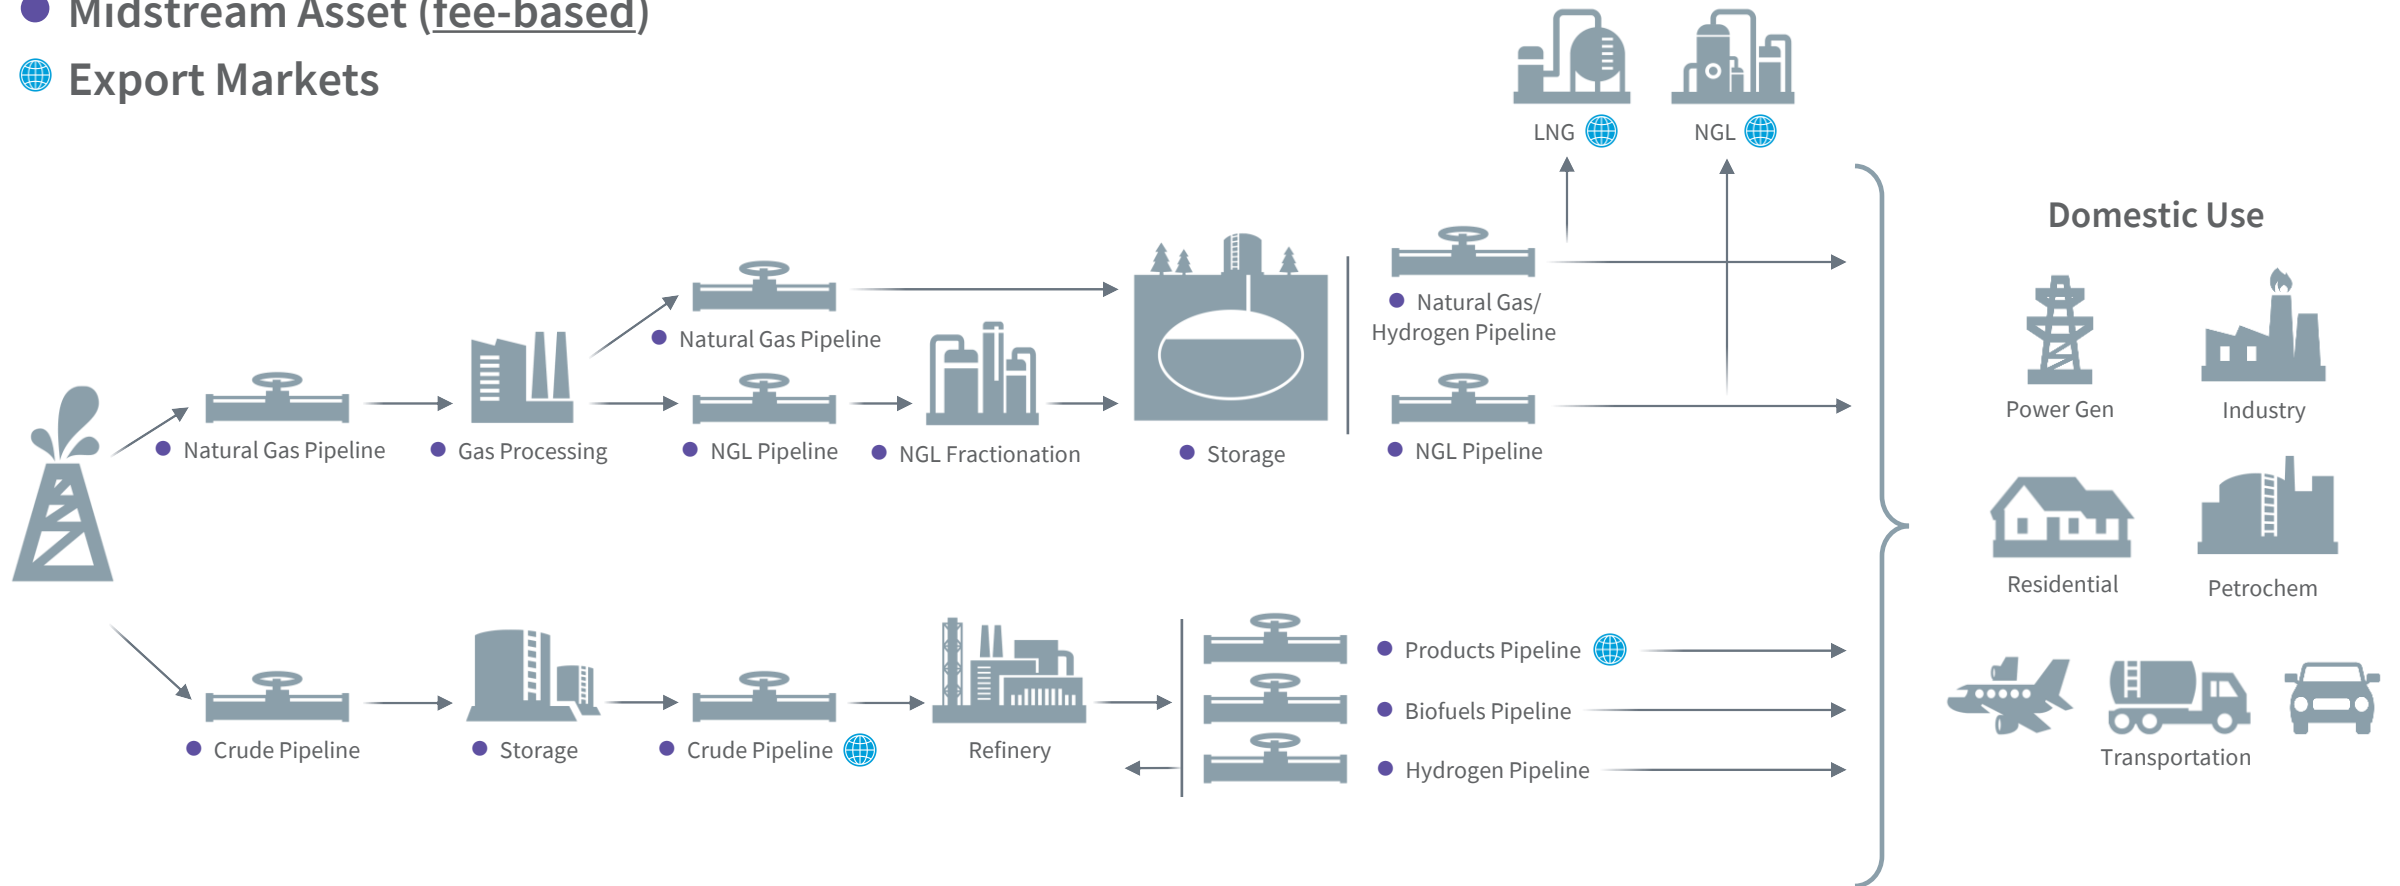 Midstream Asset (fee-based)
Export Markets
LNG
NGL
Domestic Use
Natural Gas/
Hydrogen Pipeline
Natural Gas Pipeline
Power Gen
Industry
Natural Gas Pipeline
Gas Processing
NGL Pipeline
NGL Fractionation
Storage
NGL Pipeline
Residential
Petrochem
Products Pipeline
Biofuels Pipeline
Crude Pipeline
Storage
Crude Pipeline
Refinery
Hydrogen Pipeline
Transportation